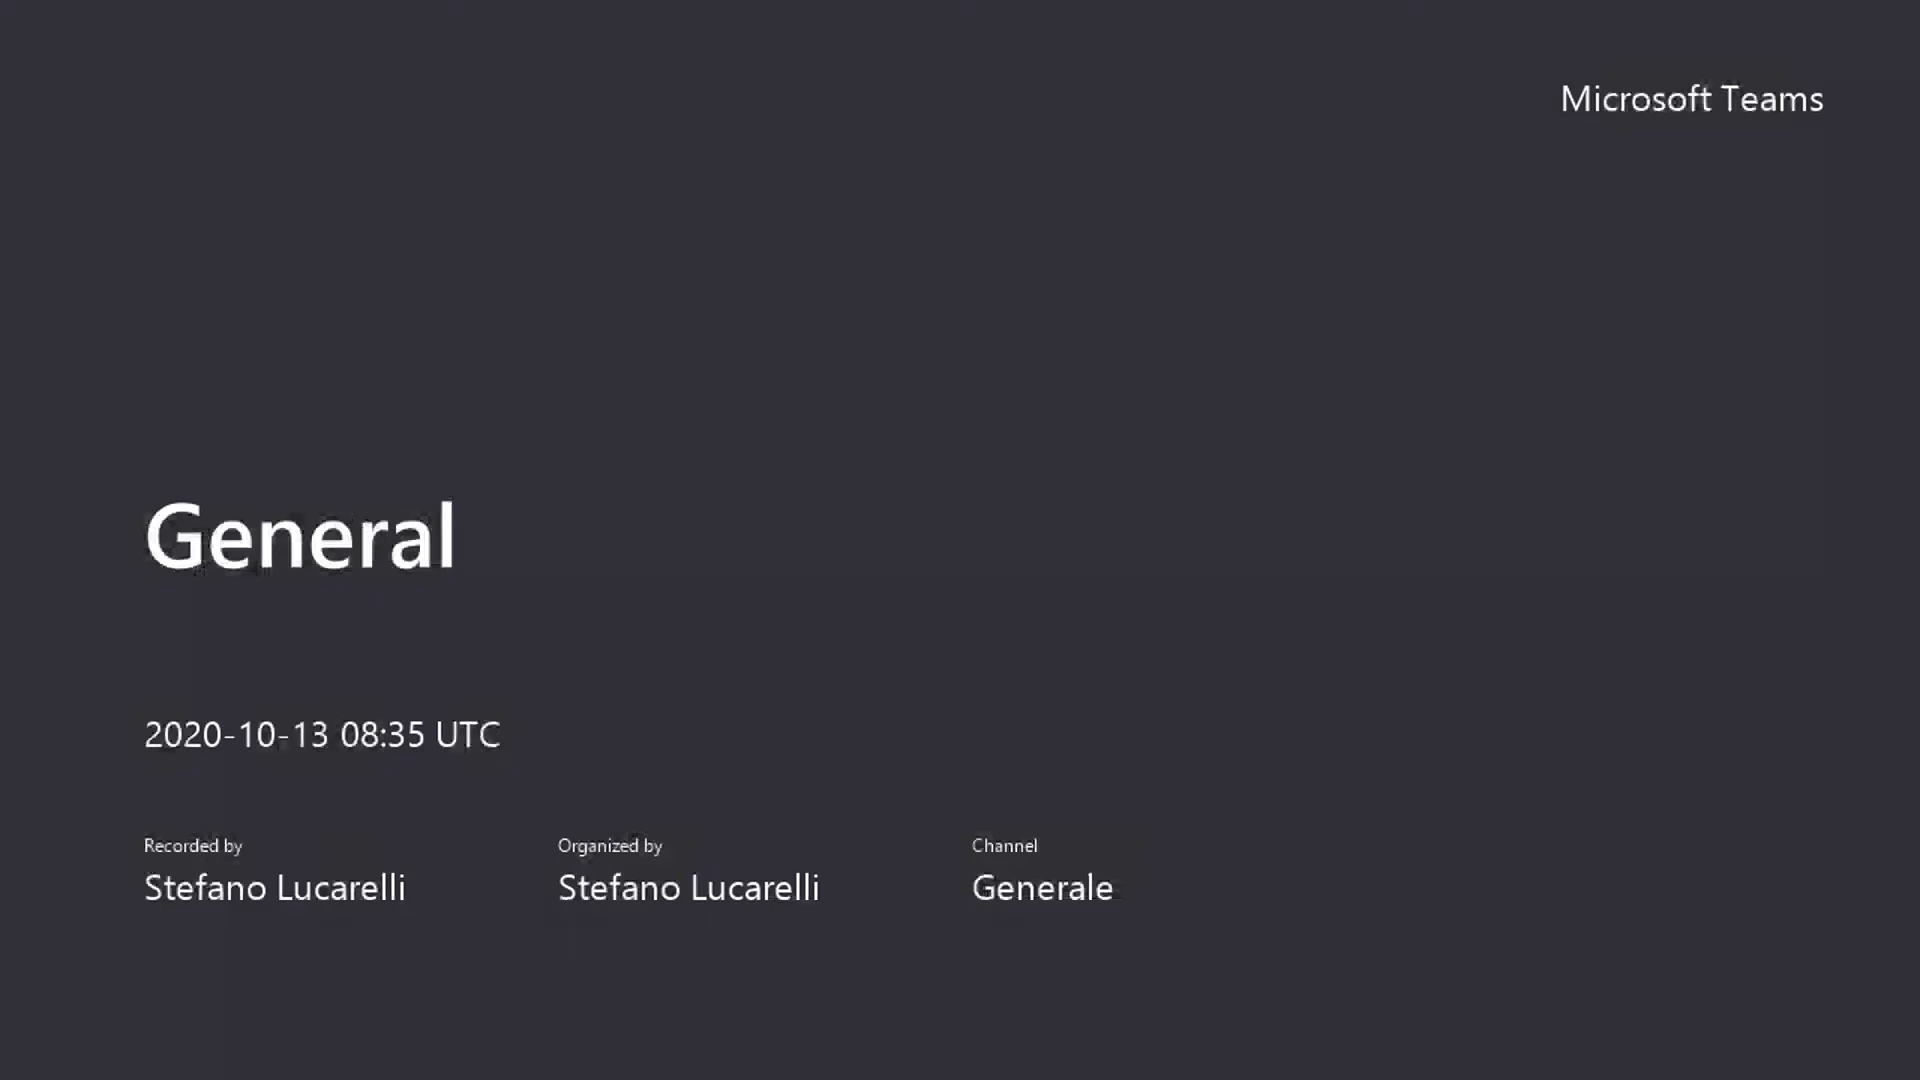 Microsoft Teams
General
2020-10-13 08:35 UTC
Recorded by
Stefano Lucarelli
Organized by
Stefano Lucarelli
Channel
Generale